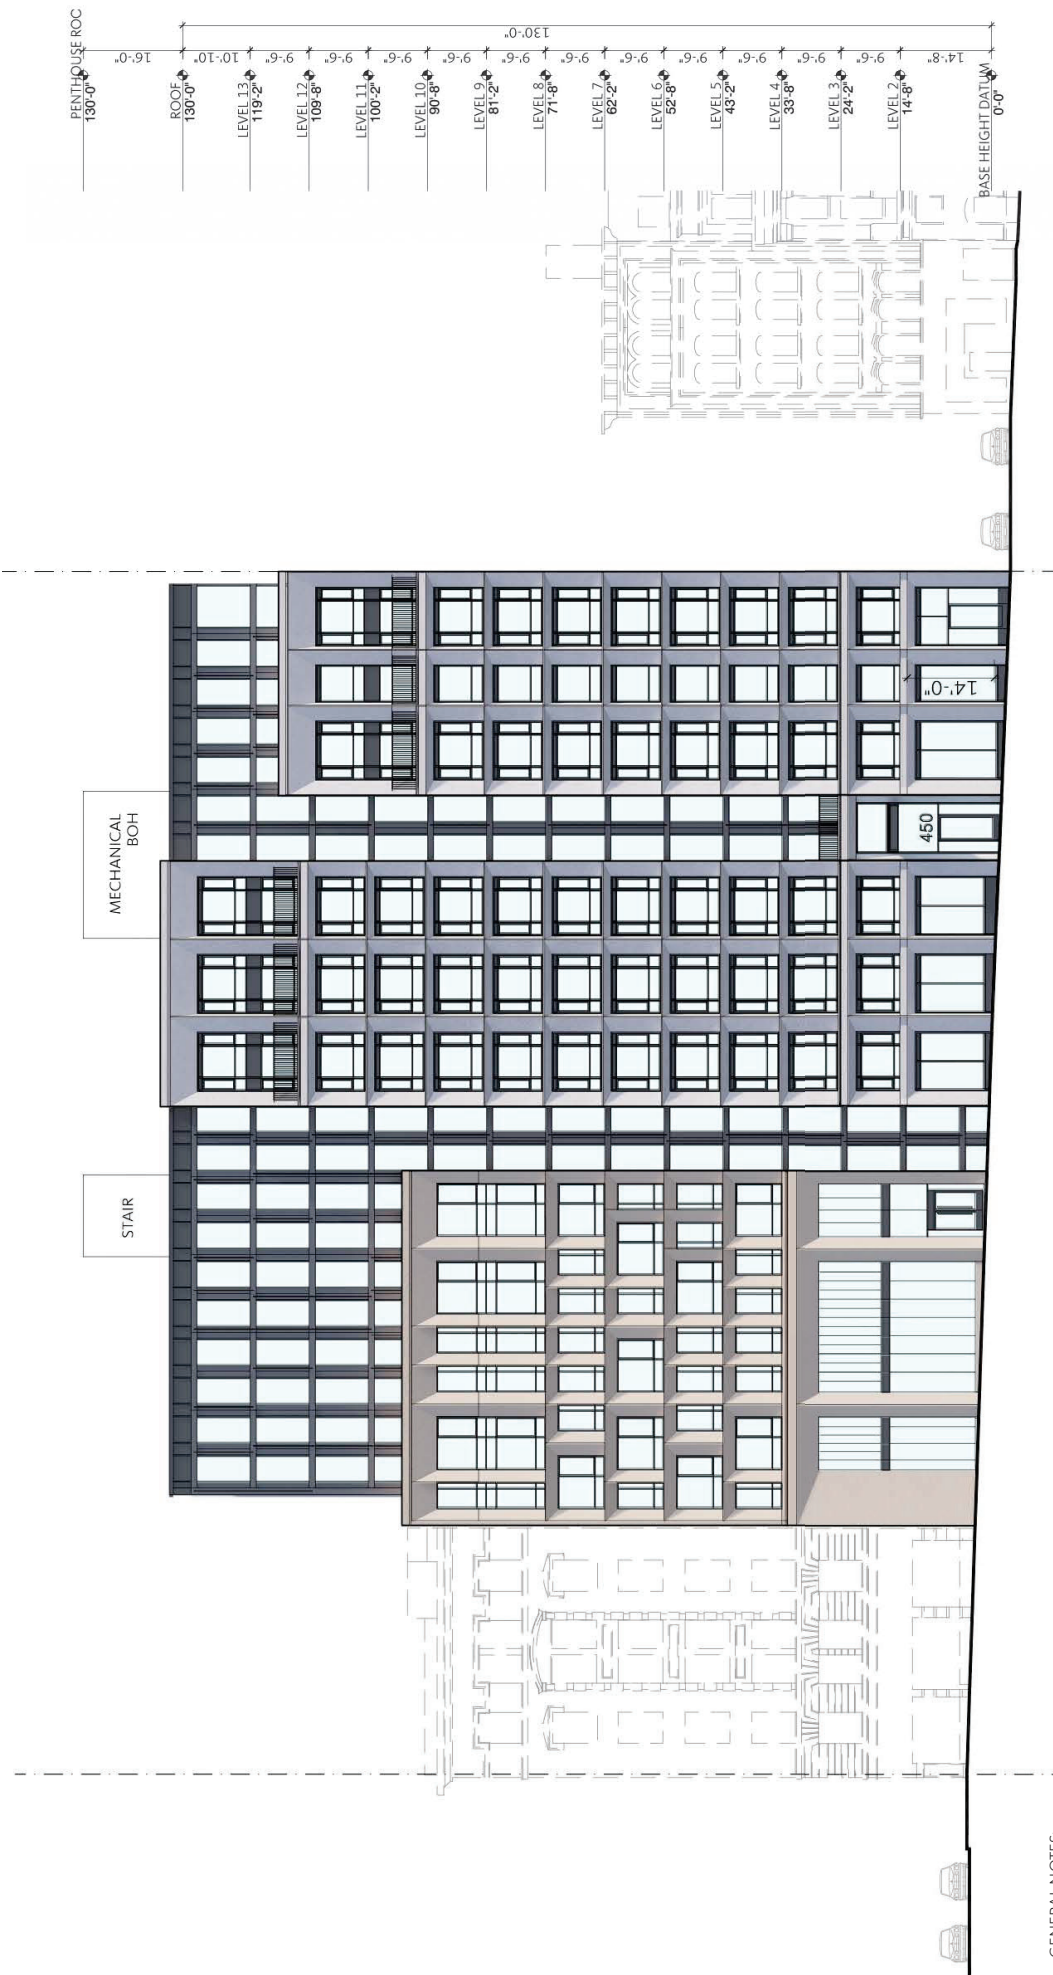 PENTHOUSE ROO
130'-0"
16'-0"
ROOF
130'-0"
10'-10"
LEVEL 13
119'-2"
9'-6"
LEVEL 12
109'-8"
9'-6"
LEVEL 11
100'-2"
9'-6"
LEVEL 10
90'-8"
9'-6"
LEVEL 9
81'-2"
9'-6"
LEVEL 8
71'-8"
9'-6"
LEVEL 7
62'-2"
9'-6"
LEVEL 6
52'-8"
9'-6"
LEVEL 5
43'-2"
9'-6"
LEVEL 4
33'-8"
9'-6"
LEVEL 3
24'-2"
9'-6"
LEVEL 2
14'-8"
14'-8"
BASE HEIGHT DATUM
0'-0"
130'-0"
STAIR
MECHANICAL
BOH
450
14'-0"
GENERAL NOTES